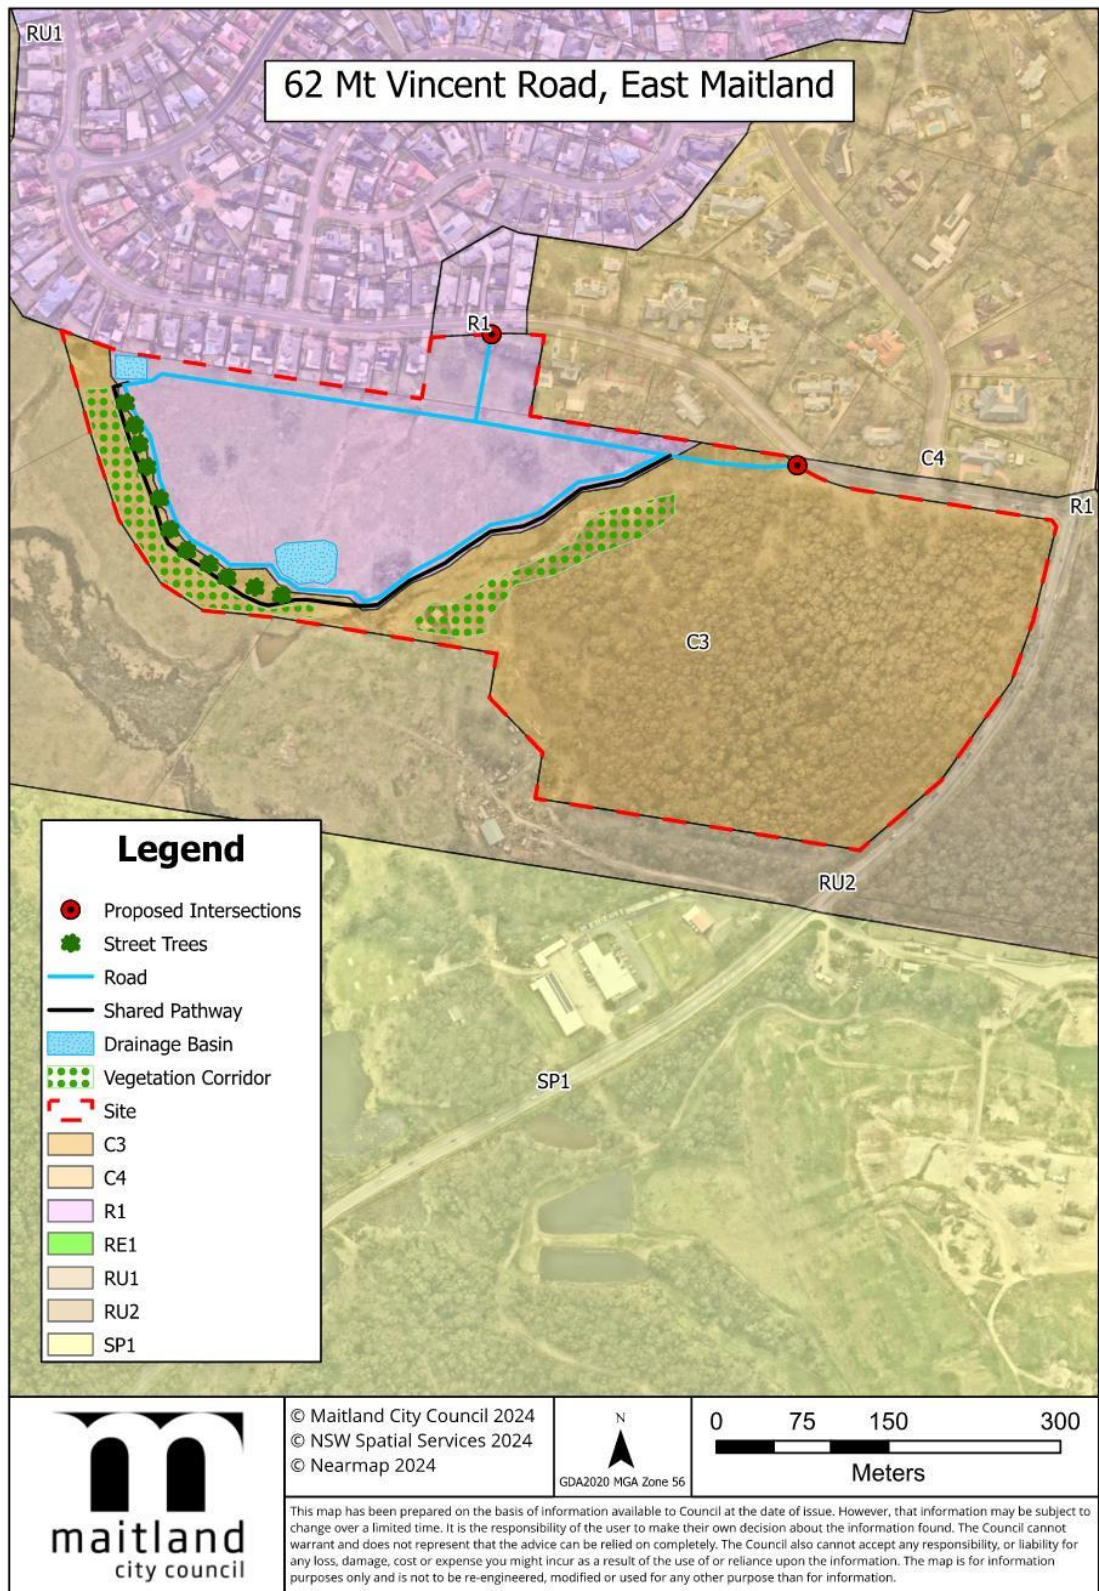 RU1
62 Mt Vincent Road, East Maitland
R1
C4
R1
C3
RU2
SP1
Legend
Proposed Intersections
Street Trees
Road
Shared Pathway
Drainage Basin
Vegetation Corridor
Site
C3
C4
R1
RE1
RU1
RU2
SP1
maitland
city council
© Maitland City Council 2024
© NSW Spatial Services 2024
© Nearmap 2024
N
GDA2020 MGA Zone 56
0 75 150 300
Meters
This map has been prepared on the basis of information available to Council at the date of issue. However, that information may be subject to
change over a limited time. It is the responsibility of the user to make their own decision about the information found. The Council cannot
warrant and does not represent that the advice can be relied on completely. The Council also cannot accept any responsibility, or liability for
any loss, damage, cost or expense you might incur as a result of the use of or reliance upon the information. The map is for information
purposes only and is not to be re-engineered, modified or used for any other purpose than for information.